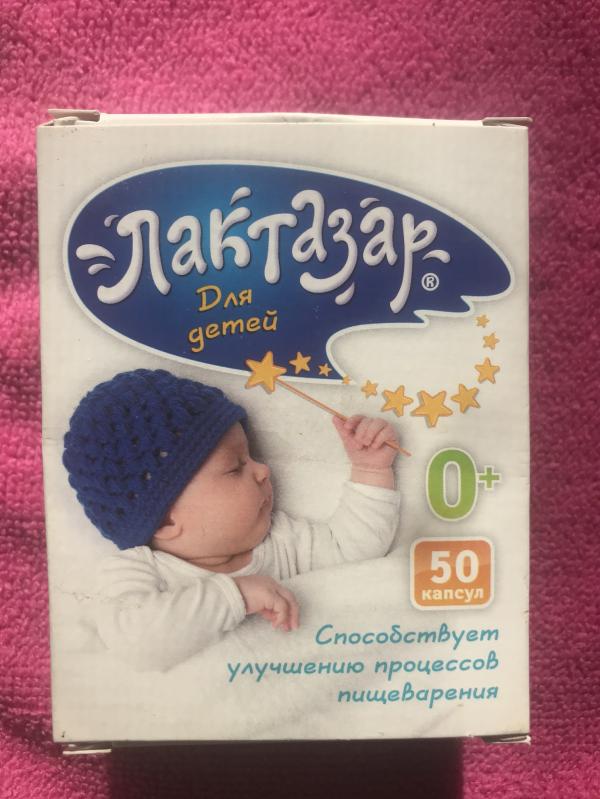 Лактазар®
Для
детей
0+
50
капсул
Способствует
улучшению процессов
пищеварения